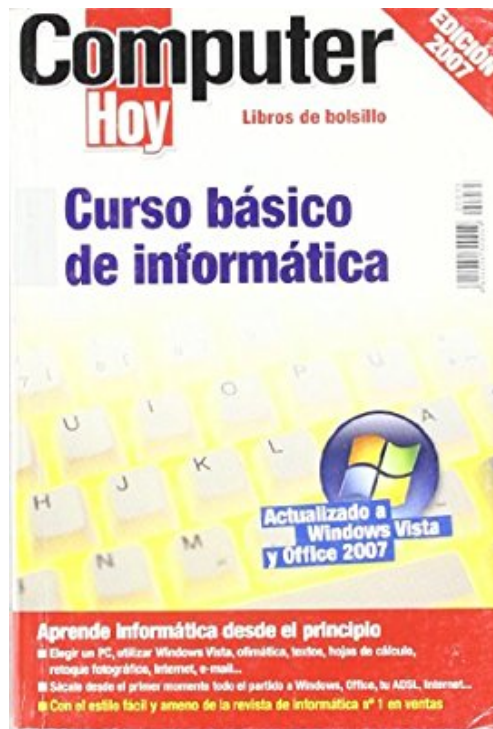 Computer
Hoy
EDICIÓN
2007
Libros de bolsillo
Curso básico
de informática
U I O P
H J K L A
N M
Actualizado a
Windows Vista
y Office 2007
Aprende informática desde el principio
Elegir un PC, utilizar Windows Vista, ofimática, textos, hojas de cálculo,
retoque fotográfico, Internet, e-mail...
Sácale desde el primer momento todo el partido a Windows, Office, tu ADSL, Internet...
Con el estilo fácil y ameno de la revista de informática nº 1 en ventas